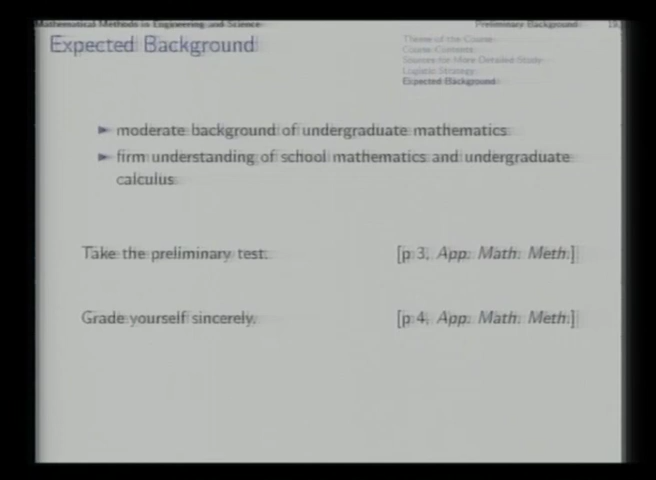 Mathematical Methods in Engineering and Science
Preliminary Background
Expected Background
Theme of the Course
Course Contents
Sources for More Detailed Study
Logistic Strategy
Expected Background
► moderate background of undergraduate mathematics
► firm understanding of school mathematics and undergraduate
calculus
Take the preliminary test.
[p 3, App. Math. Meth.]
Grade yourself sincerely.
[p 4, App. Math. Meth.]